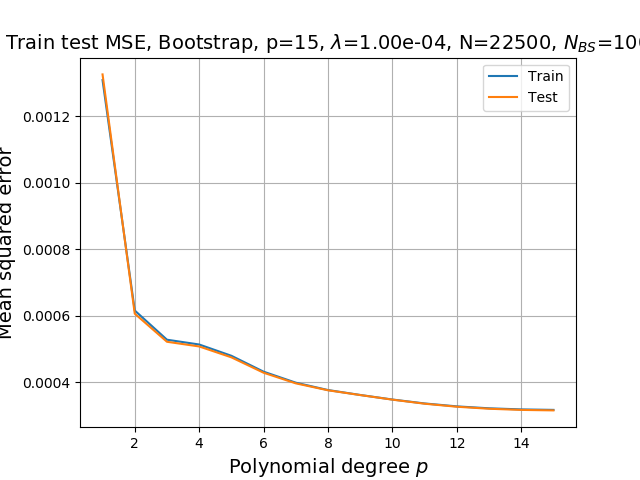 Train test MSE, Bootstrap, p=15, λ=1.00e-04, N=22500, N_BS=10
Train
Test
0.0012
0.0010
0.0008
0.0006
0.0004
Mean squared error
2 4 6 8 10 12 14
Polynomial degree p